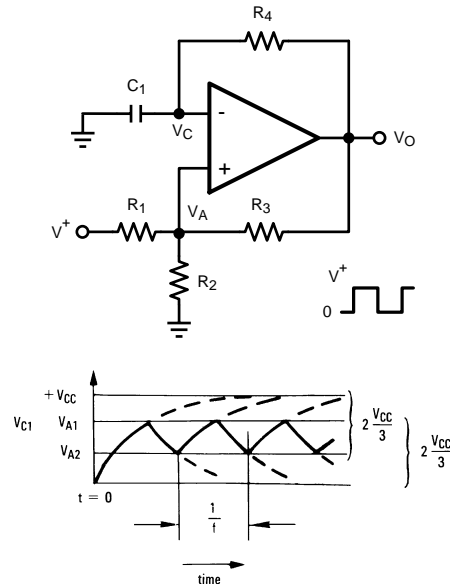 R4
C1
VC
-
+
VO
R1
VA
R3
V+
R2
V+
0
+ VCC
VC1
VA1
VA2
2 VCC/3
2 VCC/3
t = 0
1/f
time